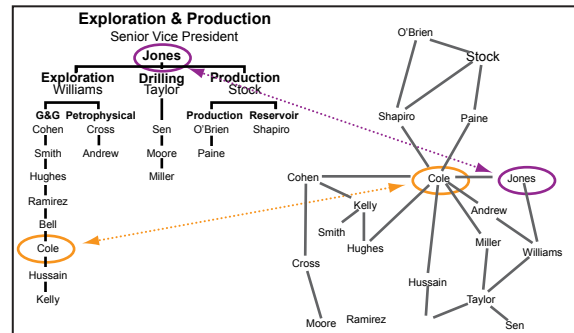 Exploration & Production
Senior Vice President
Jones
Exploration Drilling Production
Williams Taylor Stock
G&G Petrophysical Production Reservoir
Cohen Cross Sen O'Brien Shapiro
Smith Andrew Moore Paine
Hughes Miller
Ramirez
Bell
Cole
Hussain
Kelly
O'Brien
Stock
Shapiro Paine
Cohen Cole Jones
Kelly Andrew
Smith Miller
Hughes Williams
Cross
Hussain
Taylor
Moore Ramirez Sen